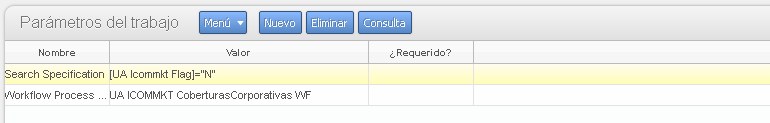 Parámetros del trabajo Menú Nuevo Eliminar Consulta
Nombre Valor ¿Requerido?
Search Specification [UA Icommkt Flag]="N"
Workflow Process ... UA ICOMMKT CoberturasCorporativas WF